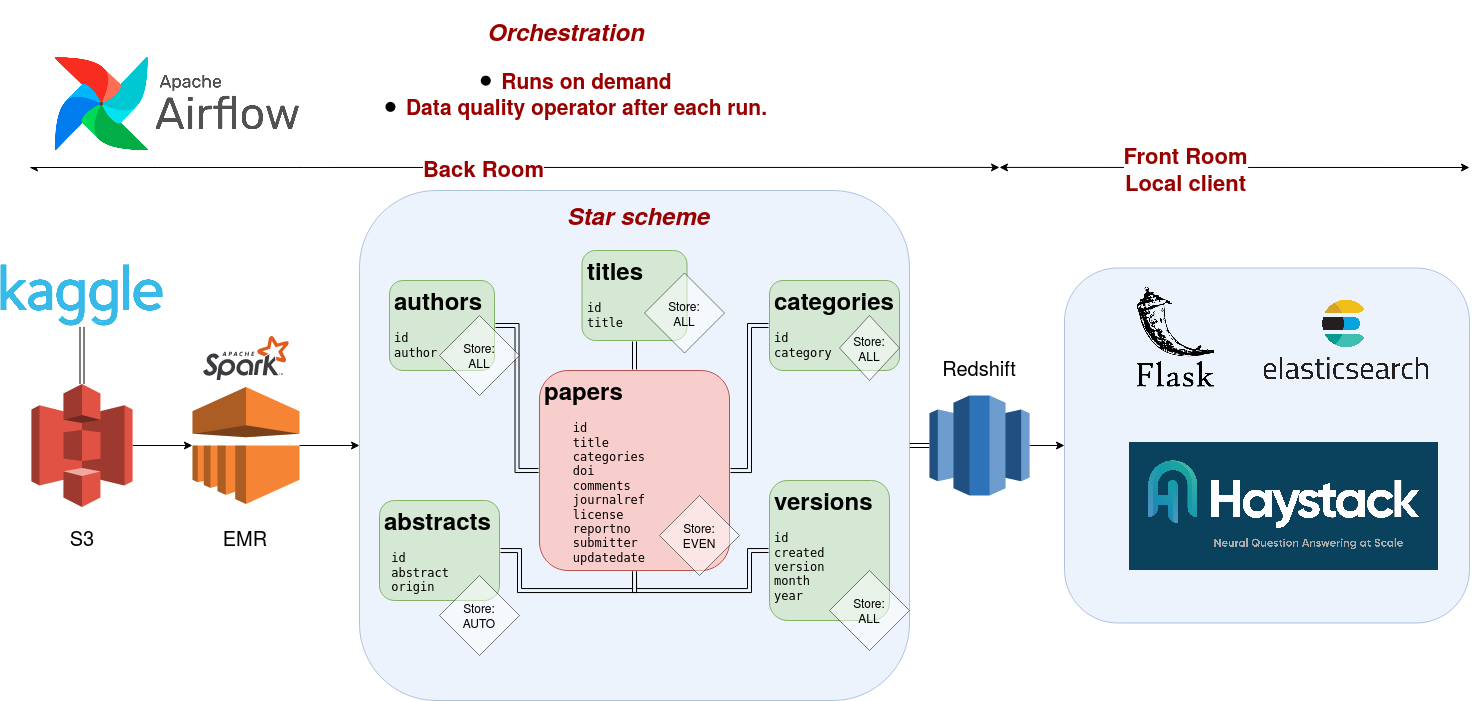 Orchestration
Apache
Airflow
● Runs on demand
● Data quality operator after each run.
Back Room
Front Room
Local client
Star scheme
kaggle
APACHE
Spark
S3
EMR
authors
id
author
Store:
ALL
titles
id
title
Store:
ALL
categories
id
category
Store:
ALL
papers
id
title
categories
doi
comments
journalref
license
reportno
submitter
updatedate
Store:
EVEN
abstracts
id
abstract
origin
Store:
AUTO
versions
id
created
version
month
year
Store:
ALL
Redshift
Flask
elasticsearch
Haystack
Neural Question Answering at Scale